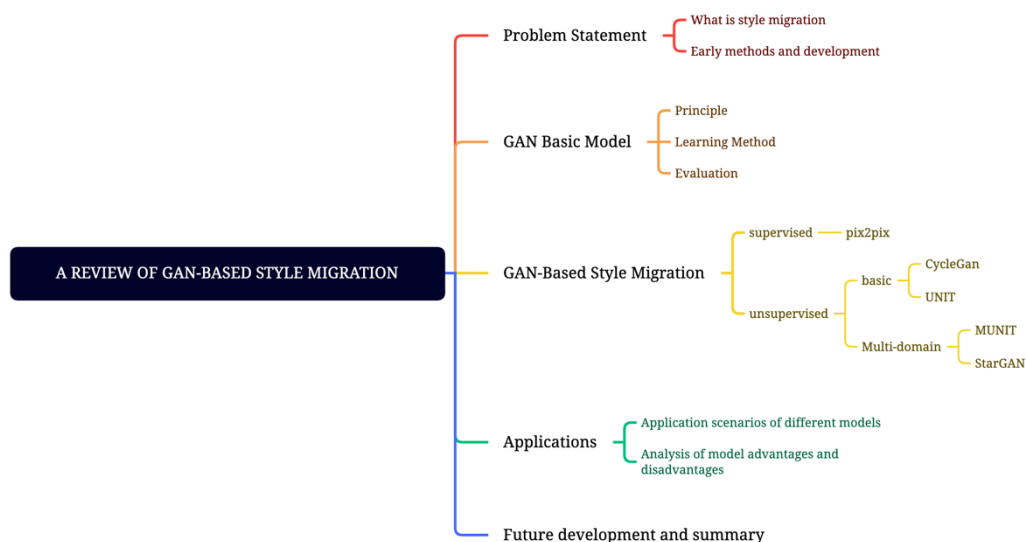 What is style migration
Problem Statement
Early methods and development
Principle
GAN Basic Model
Learning Method
Evaluation
supervised
pix2pix
A REVIEW OF GAN-BASED STYLE MIGRATION
GAN-Based Style Migration
CycleGan
basic
UNIT
unsupervised
MUNIT
Multi-domain
StarGAN
Application scenarios of different models
Applications
Analysis of model advantages and
disadvantages
Future development and summary